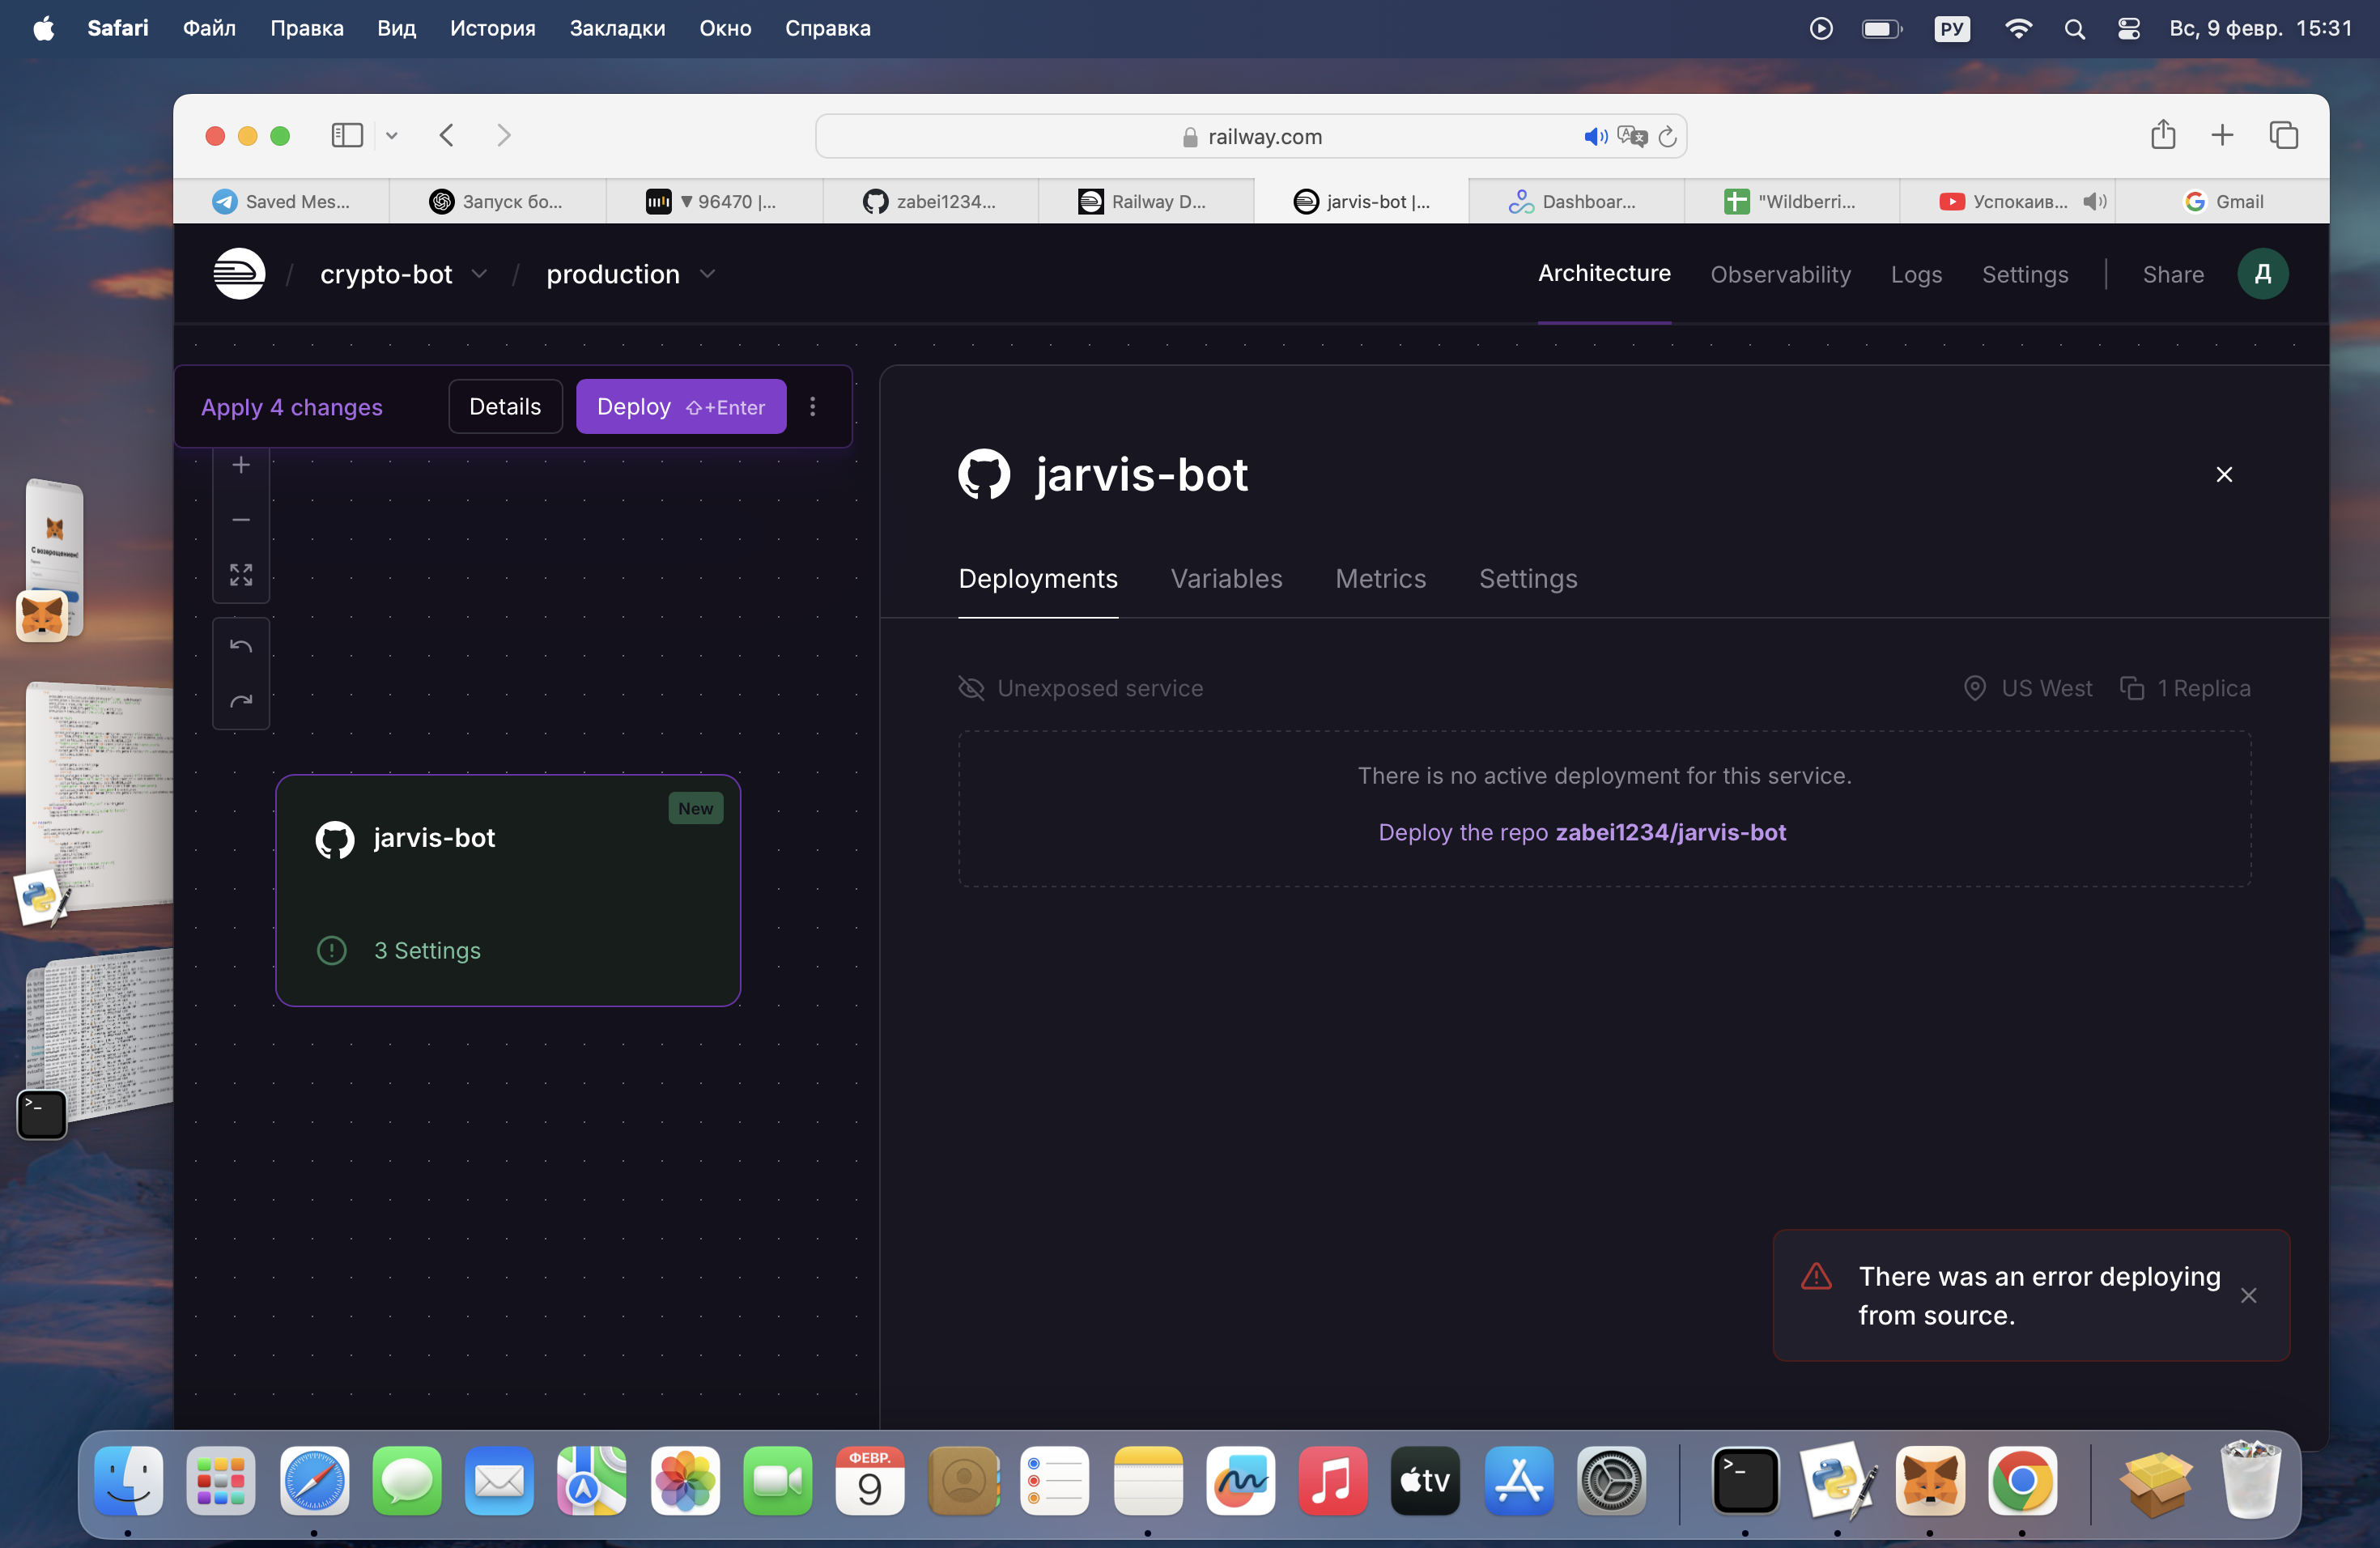 Safari Файл Правка Вид История Закладки Окно Справка РУ Вс, 9 февр. 15:31
railway.com
Saved Mes... Запуск бо... ▼ 96470 |... zabei1234... Railway D... jarvis-bot |... Dashboar... "Wildberri... Успокаив... Gmail
/ crypto-bot / production Architecture Observability Logs Settings | Share Д
Apply 4 changes Details Deploy ⇧+Enter
jarvis-bot
Deployments Variables Metrics Settings
Unexposed service US West 1 Replica
There is no active deployment for this service.
Deploy the repo zabei1234/jarvis-bot
New
jarvis-bot
3 Settings
There was an error deploying
from source.
С возвращением!
>_
ФЕВР.
9
tv
>_